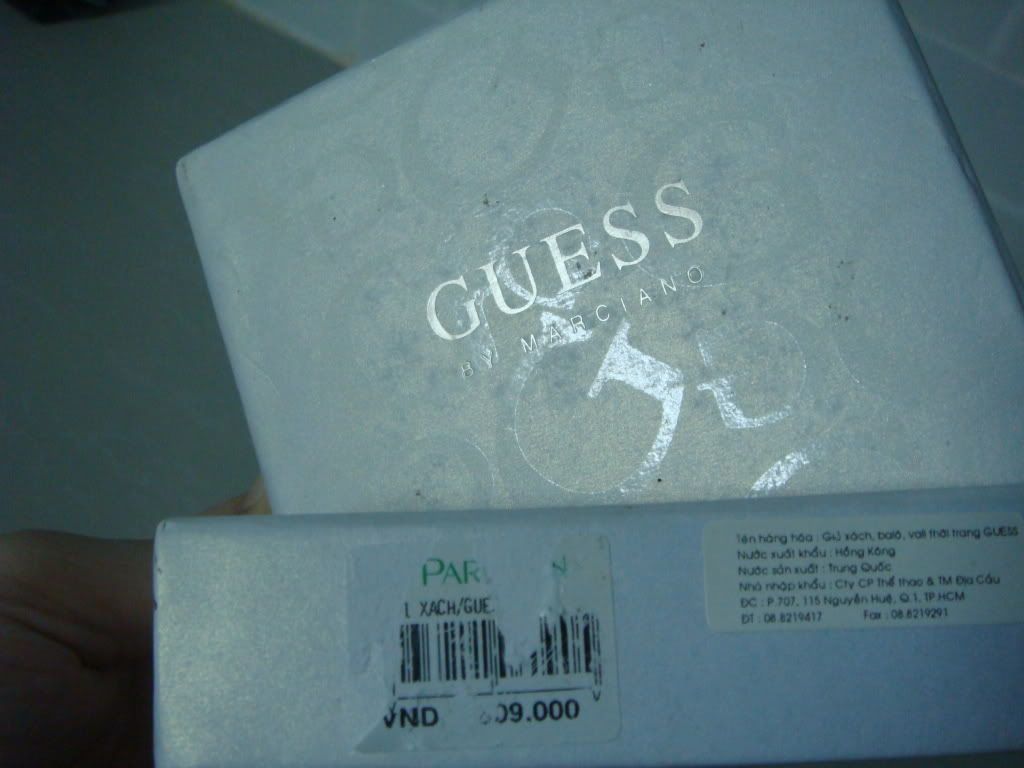 GUESS
BY MARCIANO
PAR N
XACH/GUE
VND 09.000
Tên hàng hóa : Giỏ xách, balô, vali thời trang GUESS
Nước xuất khẩu : Hồng Kông
Nước sản xuất : Trung Quốc
Nhà nhập khẩu : Cty CP Thể thao & TM Địa Cầu
ĐC : P.707, 115 Nguyễn Huệ, Q.1, TP.HCM
ĐT : 08.8219417 Fax : 08.8219291